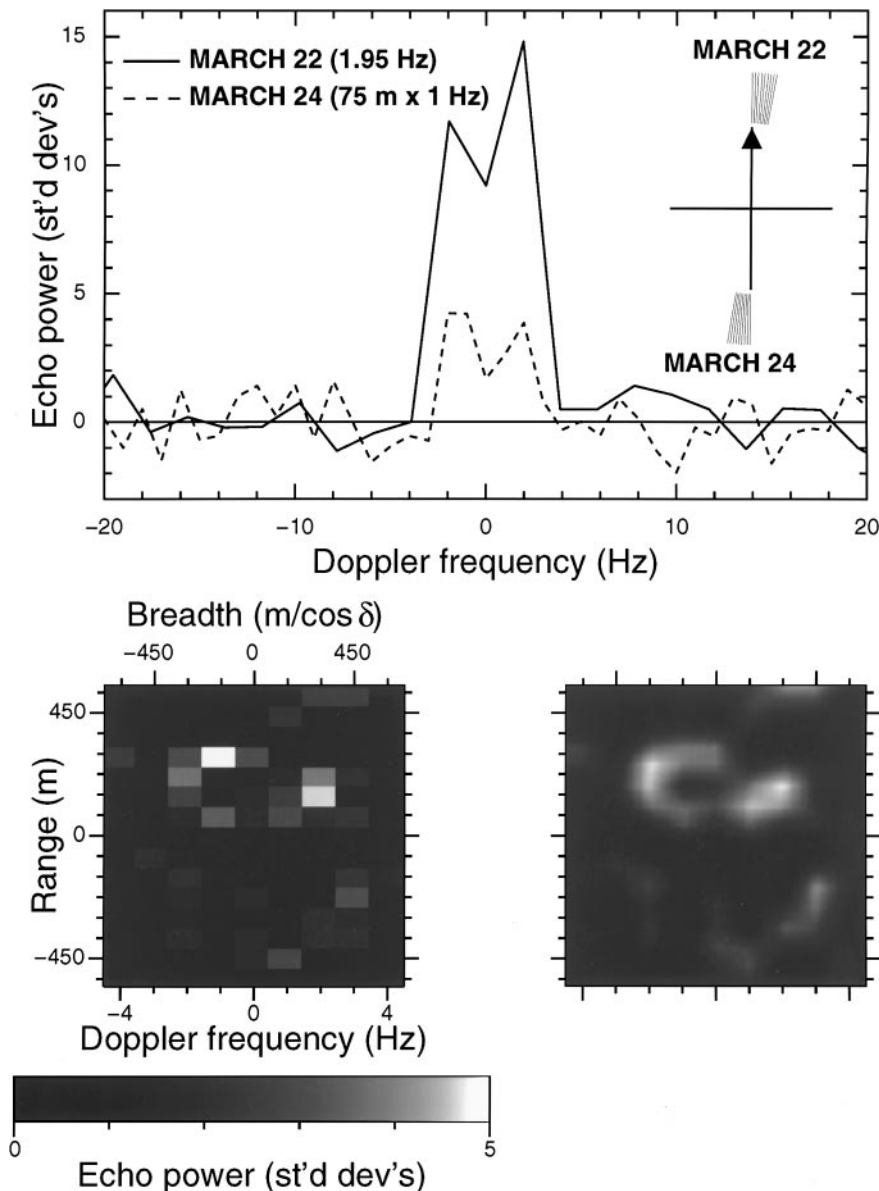 15
10
5
0
Echo power (st'd dev's)
MARCH 22 (1.95 Hz)
MARCH 24 (75 m x 1 Hz)
MARCH 22
MARCH 24
−20
−10
0
10
20
Doppler frequency (Hz)
Breadth (m/cos δ)
−450
0
450
450
0
−450
Range (m)
−4
0
4
Doppler frequency (Hz)
0
5
Echo power (st'd dev's)